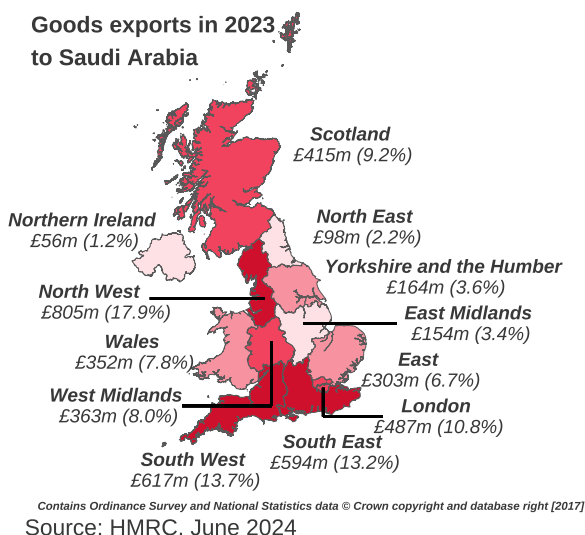 Goods exports in 2023
to Saudi Arabia
Scotland
£415m (9.2%)
Northern Ireland
£56m (1.2%)
North East
£98m (2.2%)
Yorkshire and the Humber
£164m (3.6%)
North West
£805m (17.9%)
East Midlands
£154m (3.4%)
Wales
£352m (7.8%)
East
£303m (6.7%)
West Midlands
£363m (8.0%)
London
£487m (10.8%)
South East
£594m (13.2%)
South West
£617m (13.7%)
Contains Ordinance Survey and National Statistics data © Crown copyright and database right [2017]
Source: HMRC, June 2024